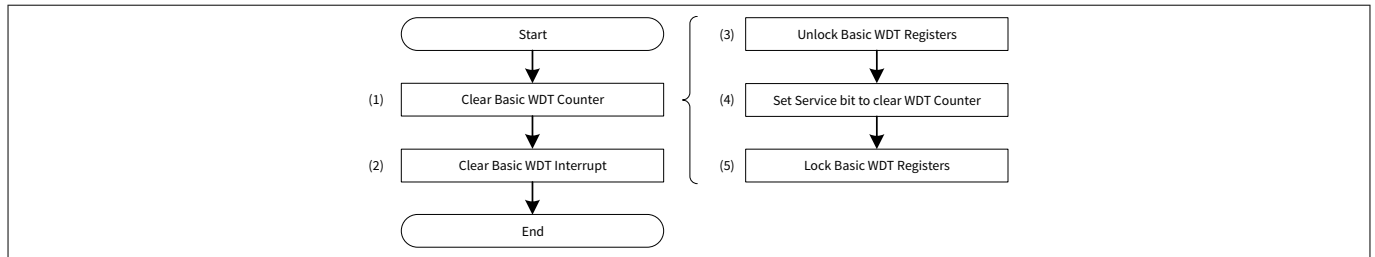 Start
(1) Clear Basic WDT Counter
(2) Clear Basic WDT Interrupt
End
(3) Unlock Basic WDT Registers
(4) Set Service bit to clear WDT Counter
(5) Lock Basic WDT Registers